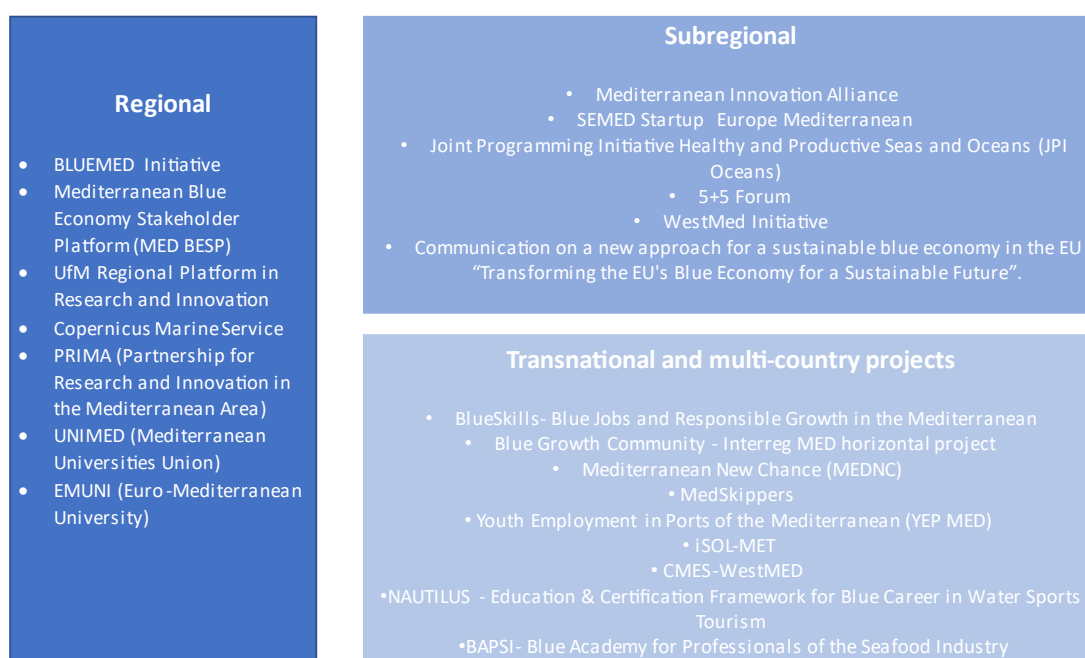 Regional
• BLUEMED Initiative
• Mediterranean Blue
Economy Stakeholder
Platform (MED BESP)
• UfM Regional Platform in
Research and Innovation
• Copernicus Marine Service
• PRIMA (Partnership for
Research and Innovation in
the Mediterranean Area)
• UNIMED (Mediterranean
Universities Union)
• EMUNI (Euro-Mediterranean
University)
Subregional
• Mediterranean Innovation Alliance
• SEMED Startup Europe Mediterranean
• Joint Programming Initiative Healthy and Productive Seas and Oceans (JPI
Oceans)
• 5+5 Forum
• WestMed Initiative
• Communication on a new approach for a sustainable blue economy in the EU
“Transforming the EU's Blue Economy for a Sustainable Future”.
Transnational and multi-country projects
• BlueSkills- Blue Jobs and Responsible Growth in the Mediterranean
• Blue Growth Community - Interreg MED horizontal project
• Mediterranean New Chance (MEDNC)
• MedSkippers
• Youth Employment in Ports of the Mediterranean (YEP MED)
• iSOL-MET
• CMES-WestMED
•NAUTILUS - Education & Certification Framework for Blue Career in Water Sports
Tourism
•BAPSI- Blue Academy for Professionals of the Seafood Industry